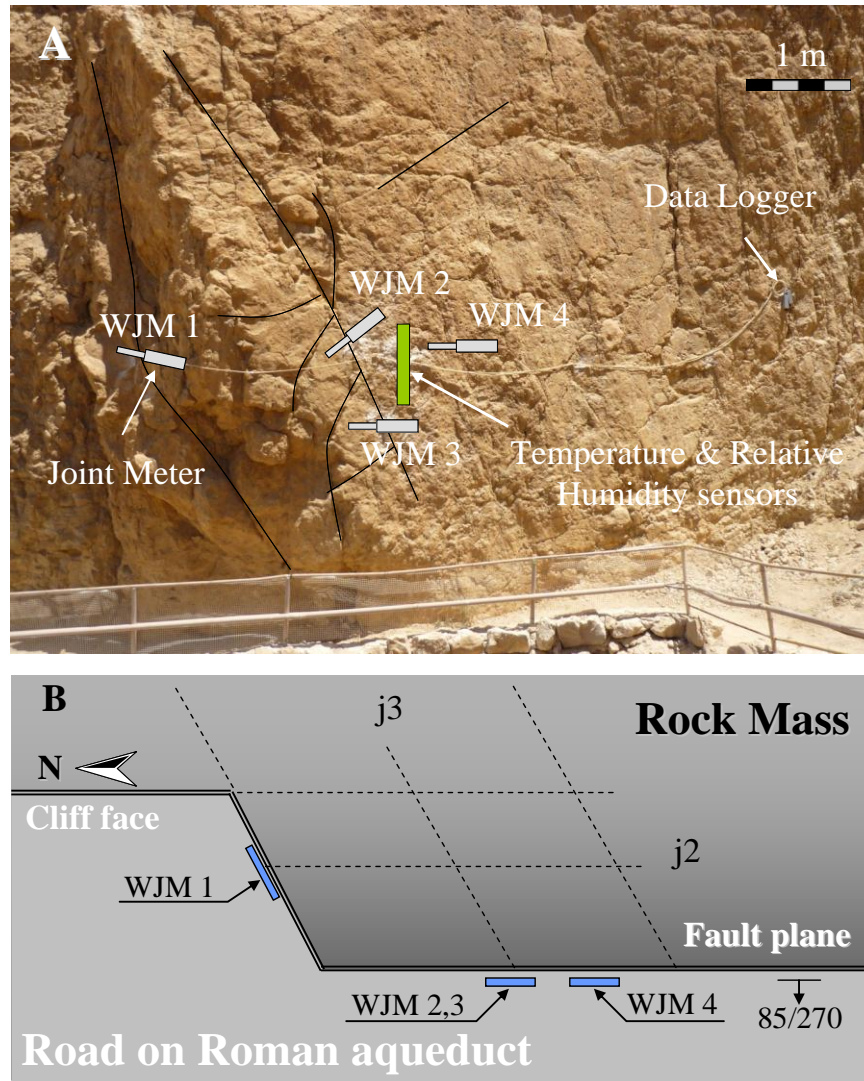 A
1 m
Data Logger
WJM 2
WJM 1
WJM 4
WJM 3
Joint Meter
Temperature & Relative
Humidity sensors
B
j3
Rock Mass
N
Cliff face
j2
WJM 1
Fault plane
WJM 2,3
WJM 4
85/270
Road on Roman aqueduct